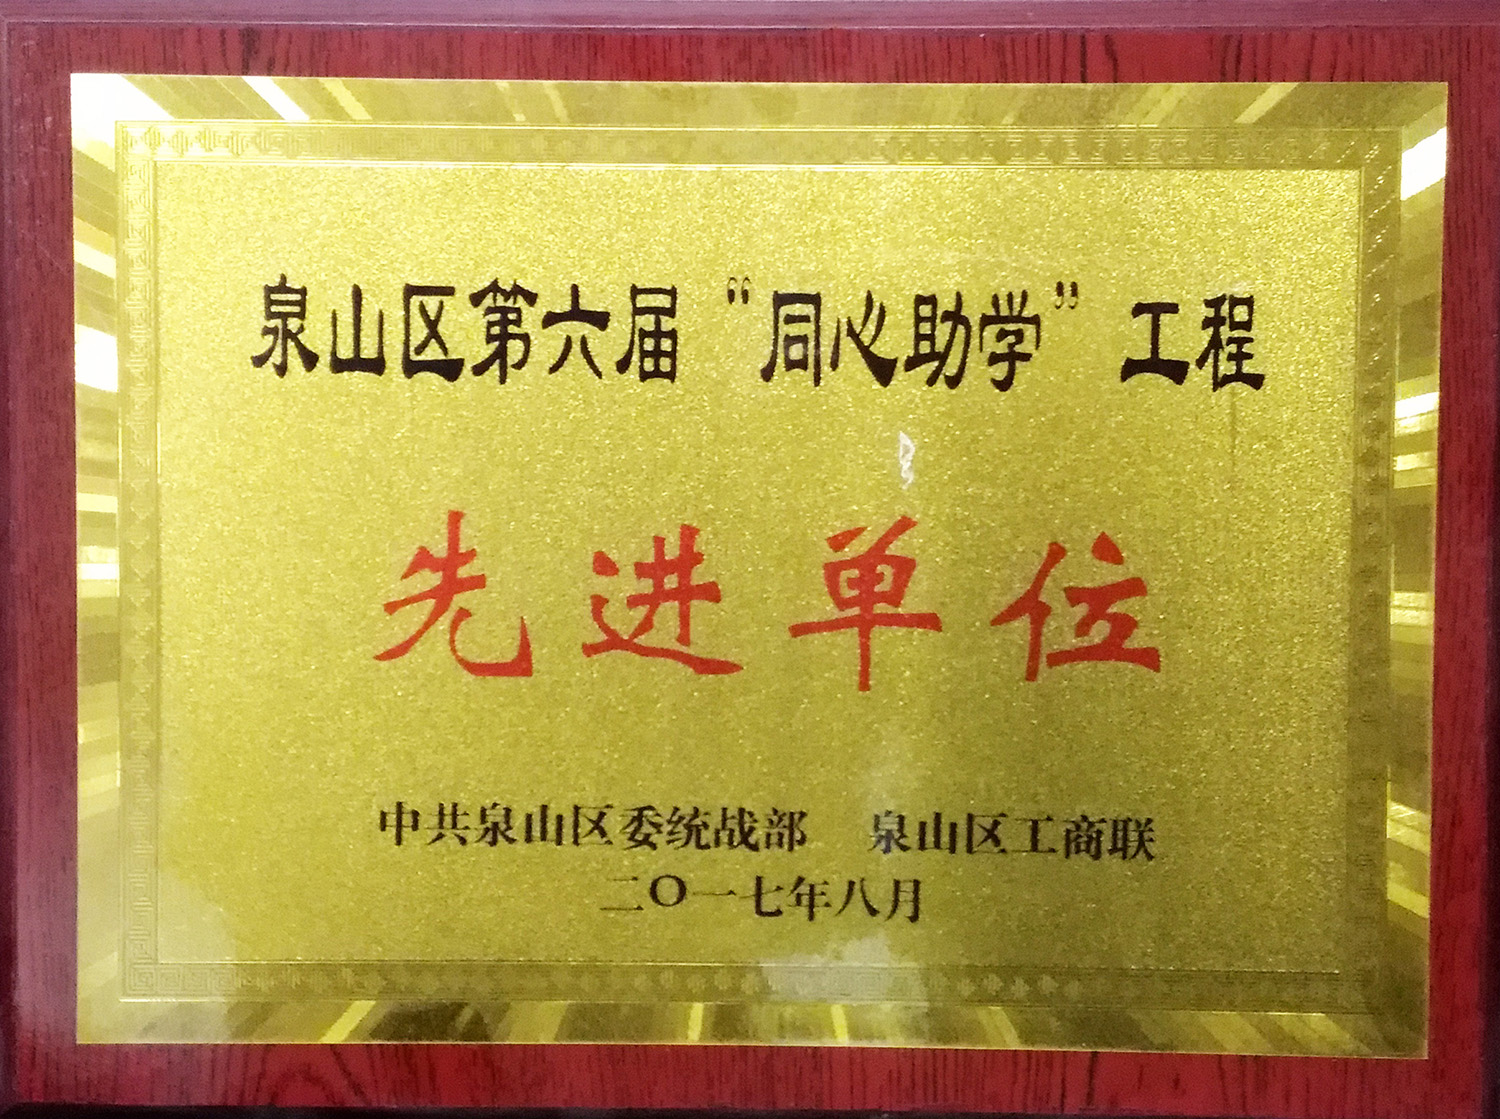 泉山区第六届“同心助学”工程
先进单位
中共泉山区委统战部 泉山区工商联
二〇一七年八月